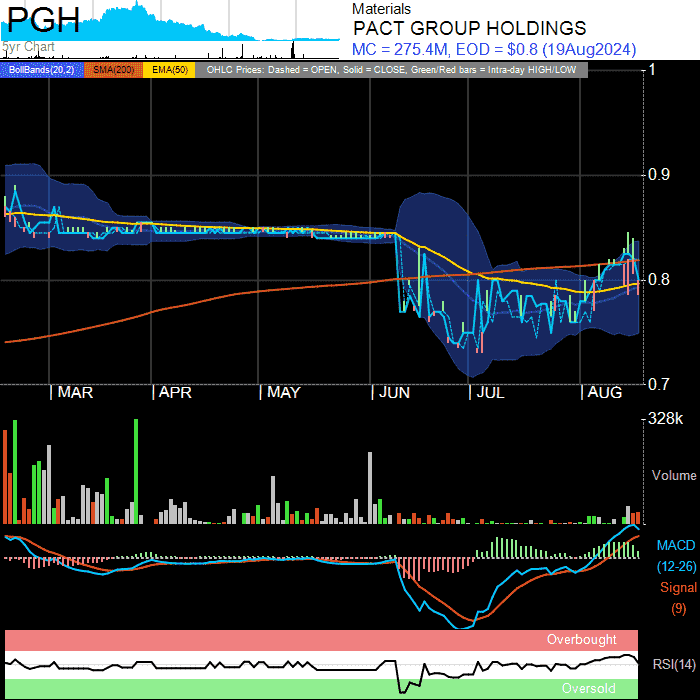 PGH
5yr Chart
Materials
PACT GROUP HOLDINGS
MC = 275.4M, EOD = $0.8 (19Aug2024)
BollBands(20,2) SMA(200) EMA(50) OHLC Prices: Dashed = OPEN, Solid = CLOSE, Green/Red bars = Intra-day HIGH/LOW
1
0.9
0.8
0.7
MAR APR MAY JUN JUL AUG
328k
Volume
MACD
(12-26)
Signal
(9)
Overbought
RSI(14)
Oversold